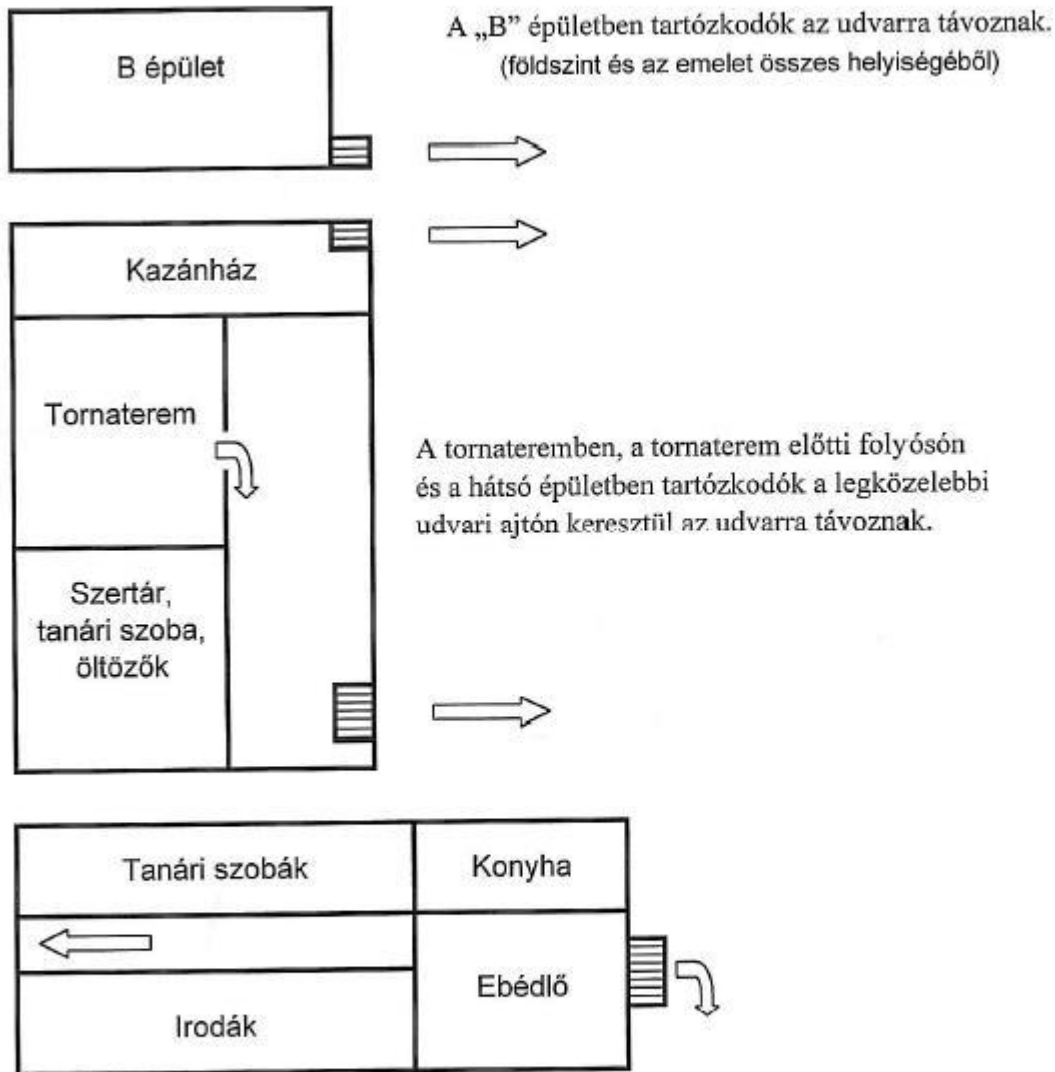 A „B” épületben tartózkodók az udvarra távoznak.
(földszint és az emelet összes helyiségéből)
B épület
Kazánház
Tornaterem
A tornateremben, a tornaterem előtti folyósón
és a hátsó épületben tartózkodók a legközelebbi
udvari ajtón keresztül az udvarra távoznak.
Szertár,
tanári szoba,
öltözők
Tanári szobák
Konyha
Ebédlő
Irodák